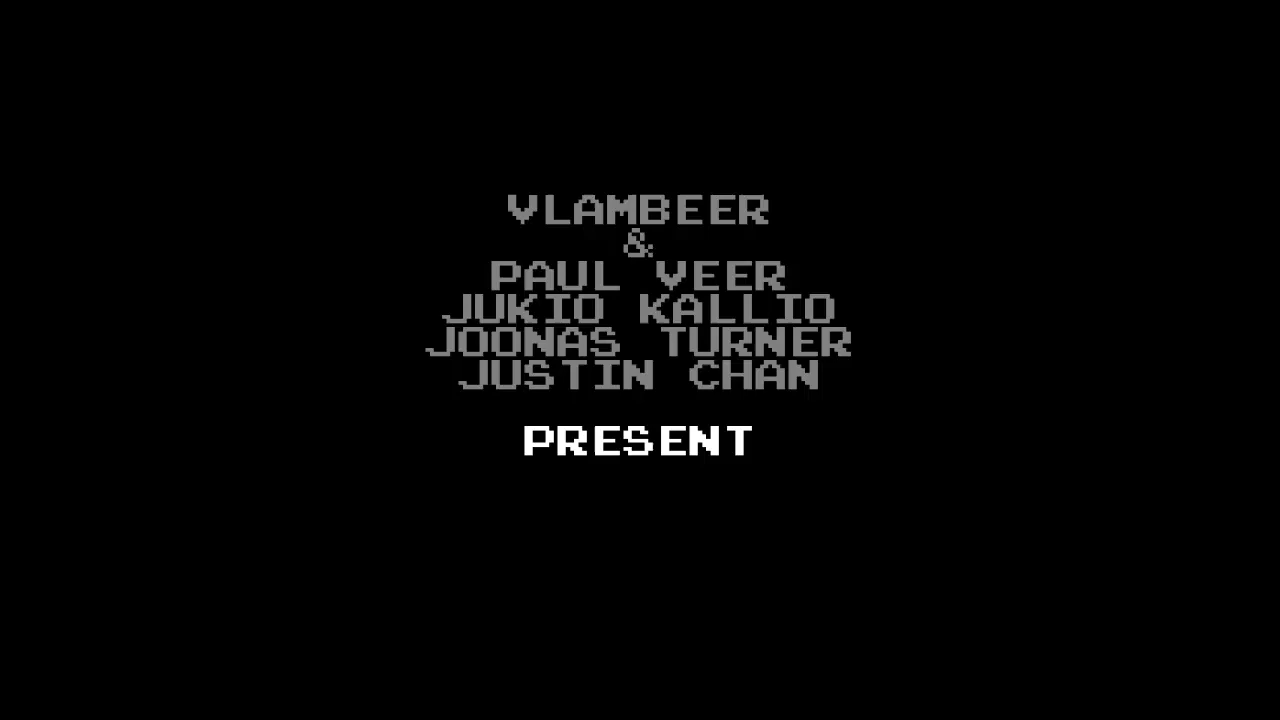 VLAMBEER
&
PAUL VEER
JUKIO KALLIO
JOONAS TURNER
JUSTIN CHAN
PRESENT